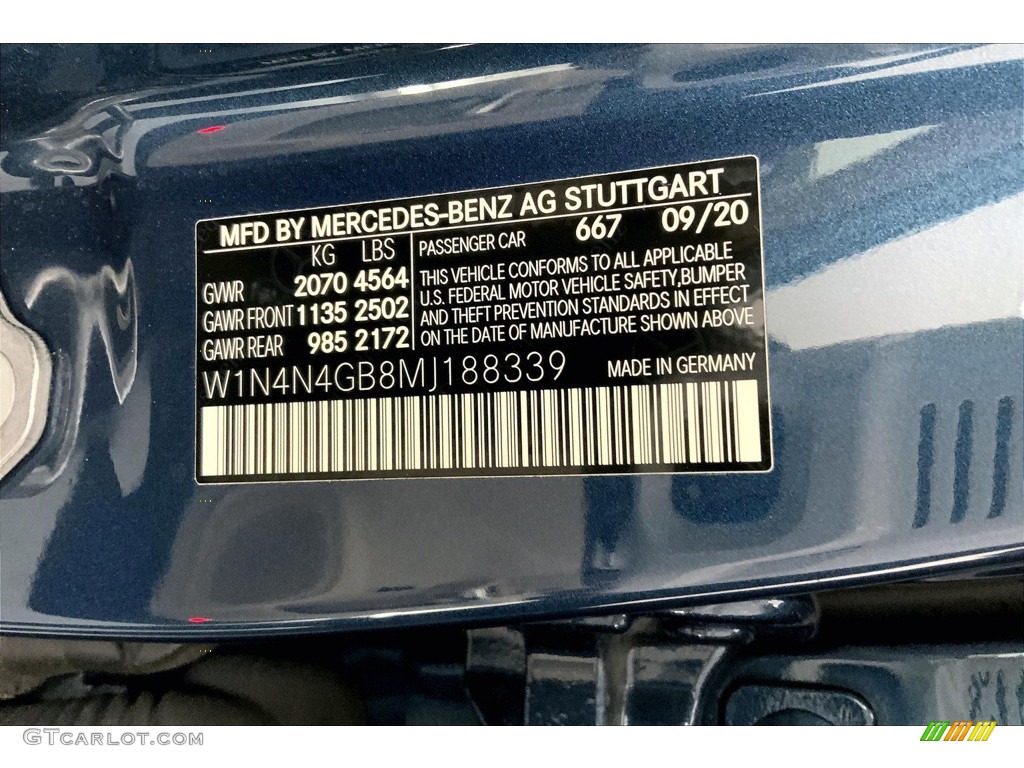 MFD BY MERCEDES-BENZ AG STUTTGART
KG LBS
GVWR 2070 4564
GAWR FRONT 1135 2502
GAWR REAR 985 2172
PASSENGER CAR 667 09/20
THIS VEHICLE CONFORMS TO ALL APPLICABLE
U.S. FEDERAL MOTOR VEHICLE SAFETY,BUMPER
AND THEFT PREVENTION STANDARDS IN EFFECT
ON THE DATE OF MANUFACTURE SHOWN ABOVE
W1N4N4GB8MJ188339 MADE IN GERMANY
GTcarlot.com